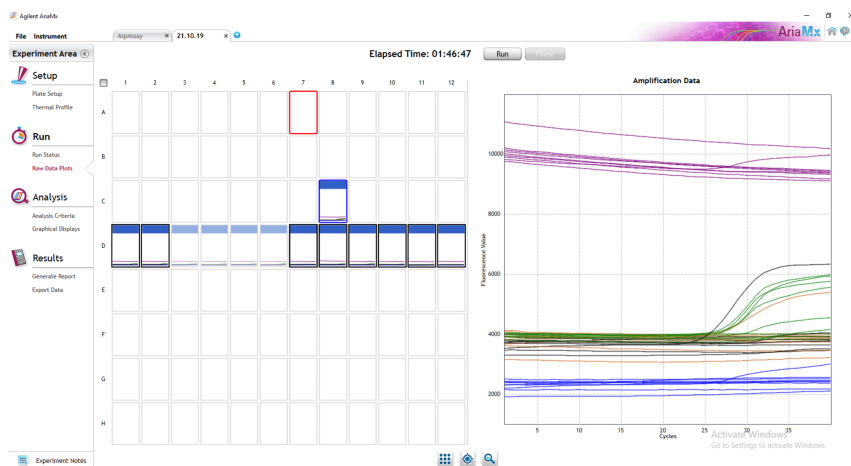 Agilent AriaMx
File Instrument
AspAssay
21.10.19
AriaMx
Experiment Area
Elapsed Time: 01:46:47
Run
Pause
Setup
Plate Setup
Thermal Profile
Run
Run Status
Raw Data Plots
Analysis
Analysis Criteria
Graphical Displays
Results
Generate Report
Export Data
Experiment Notes
1 2 3 4 5 6 7 8 9 10 11 12
A
B
C
D
E
F
G
H
Amplification Data
Fluorescence Value
10000
8000
6000
4000
2000
5 10 15 20 25 30 35
Cycles
Activate Windows
Go to Settings to activate Windows.